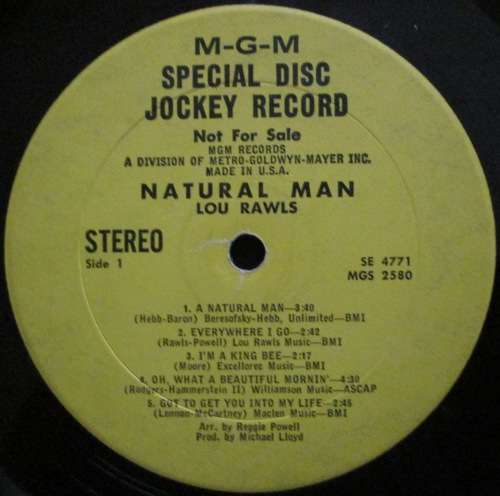 M-G-M
SPECIAL DISC
JOCKEY RECORD
Not For Sale
MGM RECORDS
A DIVISION OF METRO-GOLDWYN-MAYER INC.
MADE IN U.S.A.
NATURAL MAN
LOU RAWLS
STEREO
Side 1
SE 4771
MGS 2580
1. A NATURAL MAN—3:40
(Hebb-Baron) Beresofsky-Hebb, Unlimited—BMI
2. EVERYWHERE I GO—2:42
(Rawls-Powell) Lou Rawls Music—BMI
3. I'M A KING BEE—2:17
(Moore) Excellorec Music—BMI
4. OH, WHAT A BEAUTIFUL MORNIN'—4:30
(Rodgers-Hammerstein II) Williamson Music—ASCAP
5. GOT TO GET YOU INTO MY LIFE—2:45
(Lennon-McCartney) Maclen Music—BMI
Arr. by Reggie Powell
Prod. by Michael Lloyd